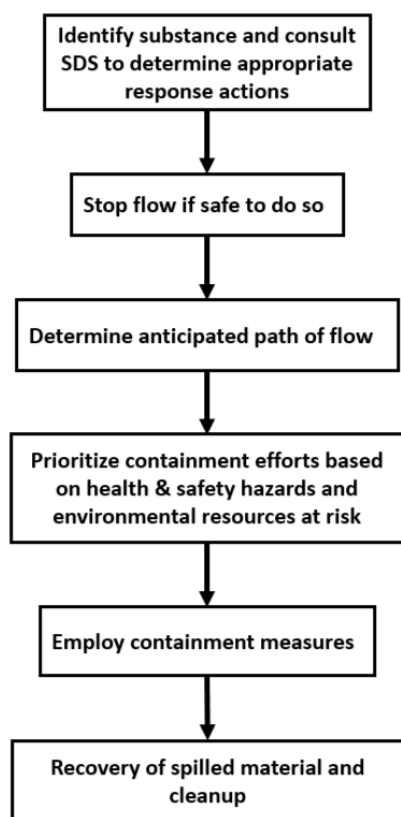 Identify substance and consult
SDS to determine appropriate
response actions
Stop flow if safe to do so
Determine anticipated path of flow
Prioritize containment efforts based
on health & safety hazards and
environmental resources at risk
Employ containment measures
Recovery of spilled material and
cleanup